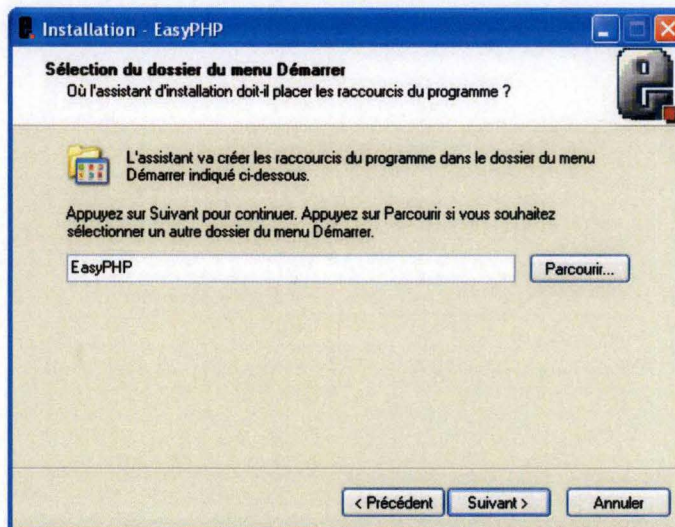 Installation - EasyPHP
Sélection du dossier du menu Démarrer
Où l'assistant d'installation doit-il placer les raccourcis du programme ?
L'assistant va créer les raccourcis du programme dans le dossier du menu
Démarrer indiqué ci-dessous.
Appuyez sur Suivant pour continuer. Appuyez sur Parcourir si vous souhaitez
sélectionner un autre dossier du menu Démarrer.
EasyPHP
Parcourir...
< Précédent
Suivant >
Annuler